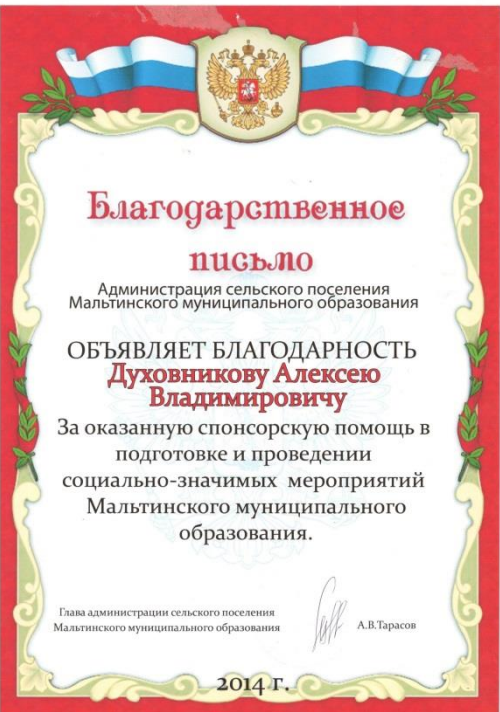 Благодарственное
письмо
Администрация сельского поселения
Мальтинского муниципального образования
ОБЪЯВЛЯЕТ БЛАГОДАРНОСТЬ
Духовникову Алексею
Владимировичу
За оказанную спонсорскую помощь в
подготовке и проведении
социально-значимых мероприятий
Мальтинского муниципального
образования.
Глава администрации сельского поселения
Мальтинского муниципального образования
А.В.Тарасов
2014 г.